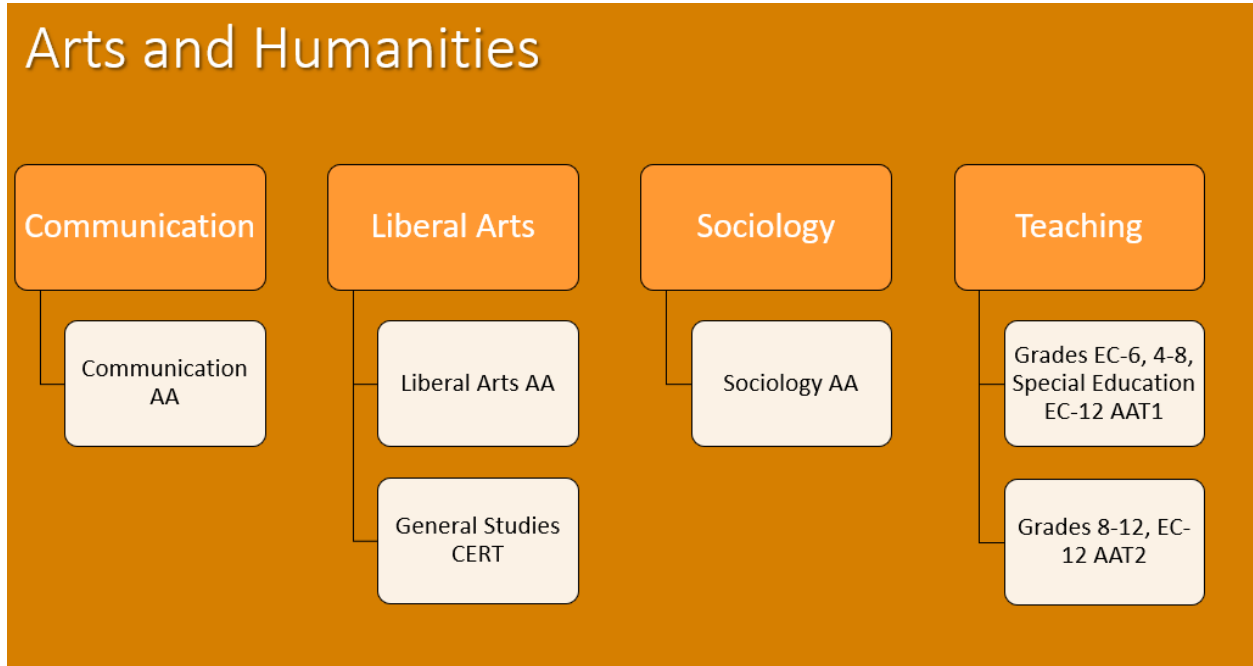 Arts and Humanities
Communication
Communication
AA
Liberal Arts
Liberal Arts AA
General Studies
CERT
Sociology
Sociology AA
Teaching
Grades EC-6, 4-8,
Special Education
EC-12 AAT1
Grades 8-12, EC-
12 AAT2